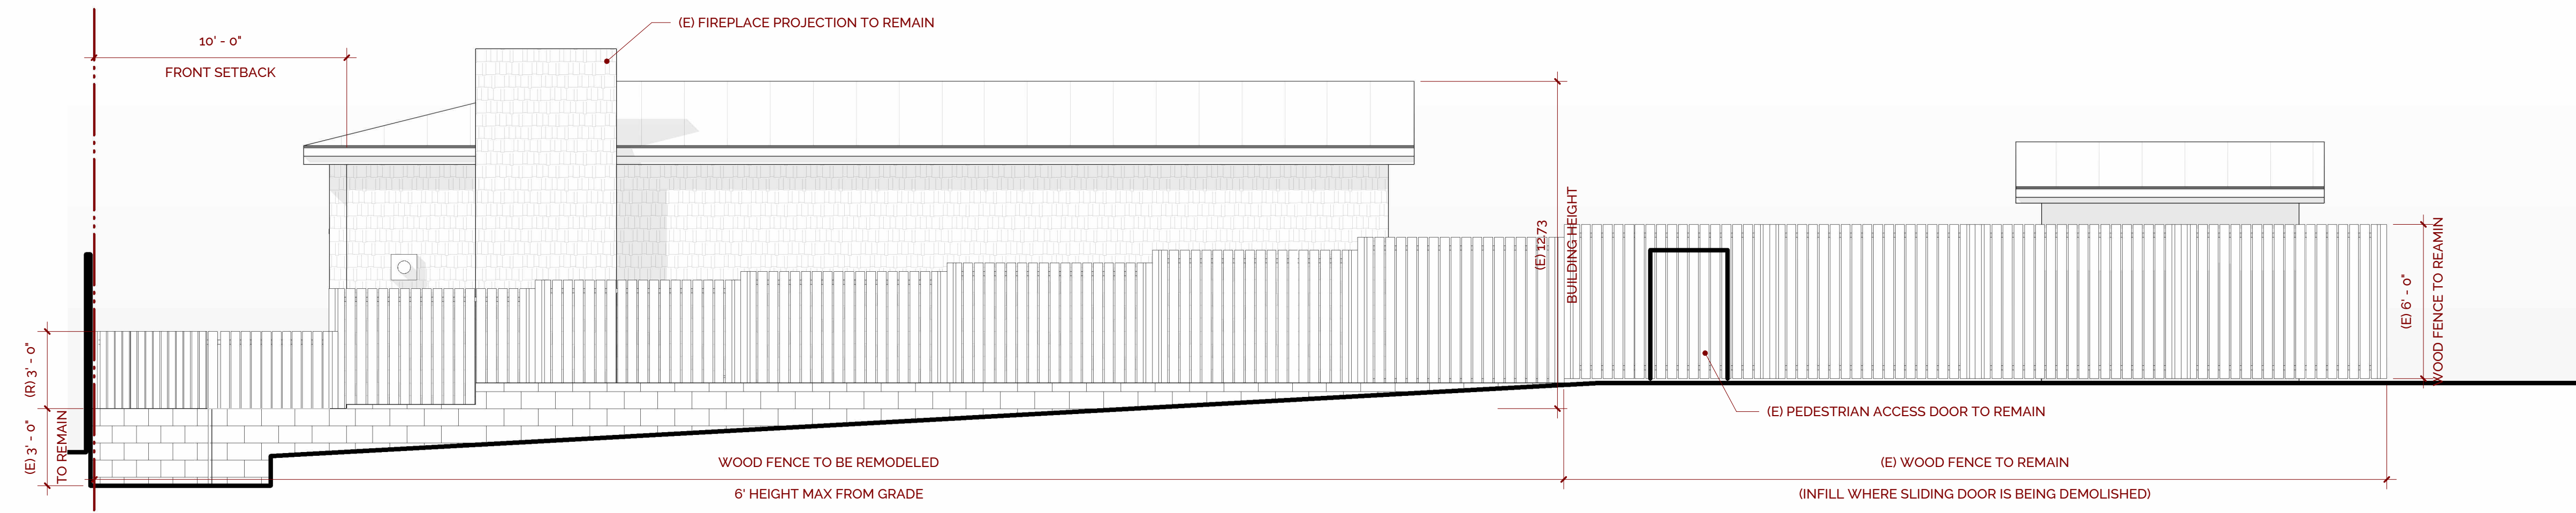 (E) FIREPLACE PROJECTION TO REMAIN
10' - 0"
FRONT SETBACK
(E) 12.73
BUILDING HEIGHT
(E) 6' - 0"
WOOD FENCE TO REAMIN
(R) 3' - 0"
(E) 3' - 0"
TO REMAIN
(E) PEDESTRIAN ACCESS DOOR TO REMAIN
WOOD FENCE TO BE REMODELED
6' HEIGHT MAX FROM GRADE
(E) WOOD FENCE TO REMAIN
(INFILL WHERE SLIDING DOOR IS BEING DEMOLISHED)